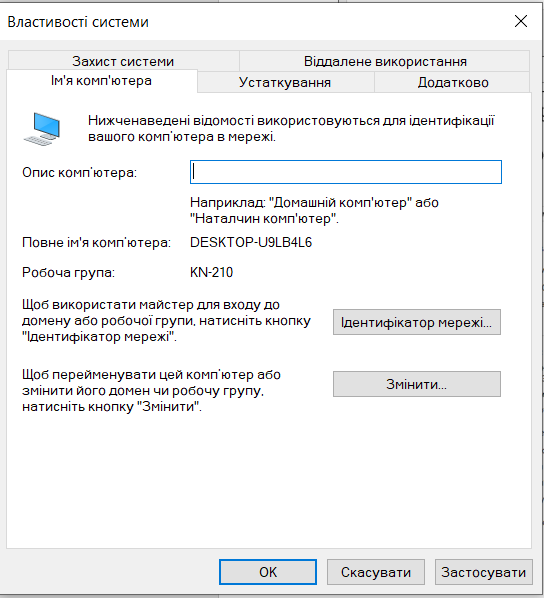 Властивості системи
Захист системи
Віддалене використання
Ім'я комп'ютера
Устаткування
Додатково
Нижченаведені відомості використовуються для ідентифікації
вашого комп'ютера в мережі.
Опис комп'ютера:
Наприклад: "Домашній комп'ютер" або
"Наталчин комп'ютер".
Повне ім'я комп'ютера:
DESKTOP-U9LB4L6
Робоча група:
KN-210
Щоб використати майстер для входу до
домену або робочої групи, натисніть кнопку
"Ідентифікатор мережі".
Ідентифікатор мережі...
Щоб перейменувати цей комп'ютер або
змінити його домен чи робочу групу,
натисніть кнопку "Змінити".
Змінити...
OK
Скасувати
Застосувати